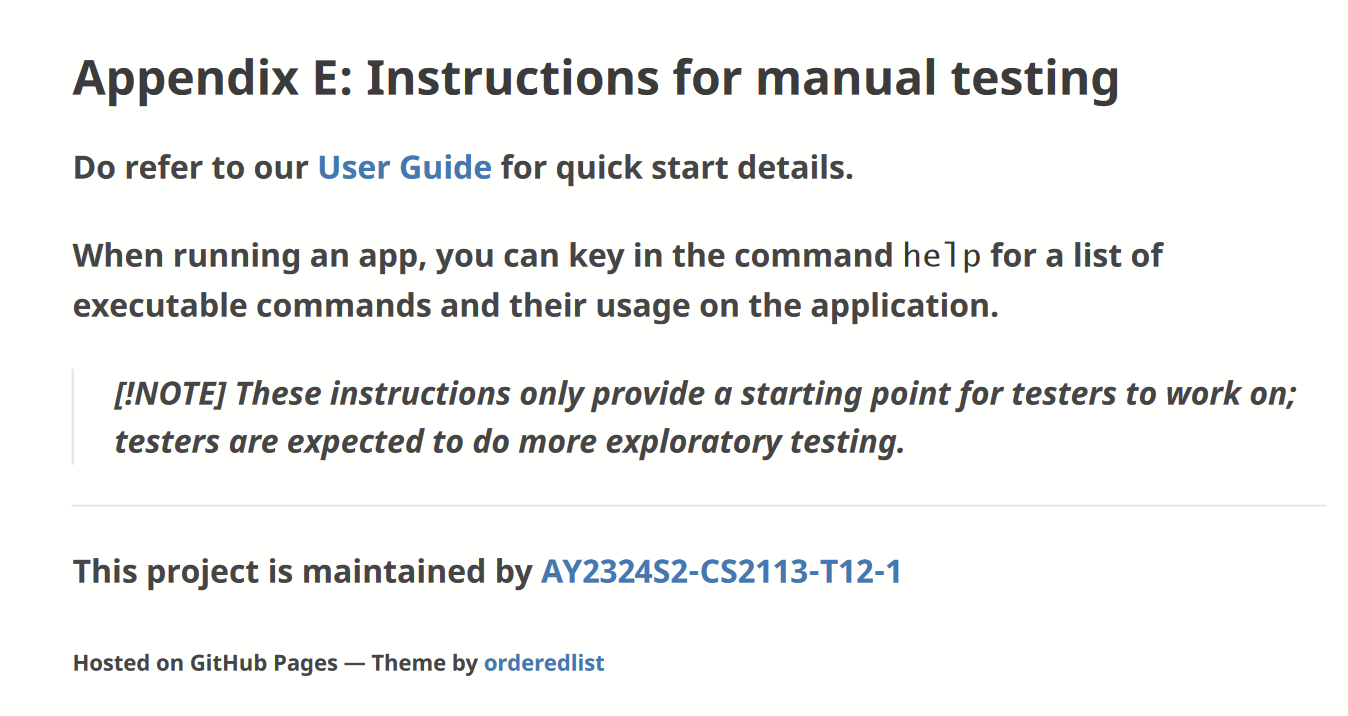 Appendix E: Instructions for manual testing
Do refer to our User Guide for quick start details.
When running an app, you can key in the command help for a list of
executable commands and their usage on the application.
[!NOTE] These instructions only provide a starting point for testers to work on;
testers are expected to do more exploratory testing.
This project is maintained by AY2324S2-CS2113-T12-1
Hosted on GitHub Pages — Theme by orderedlist